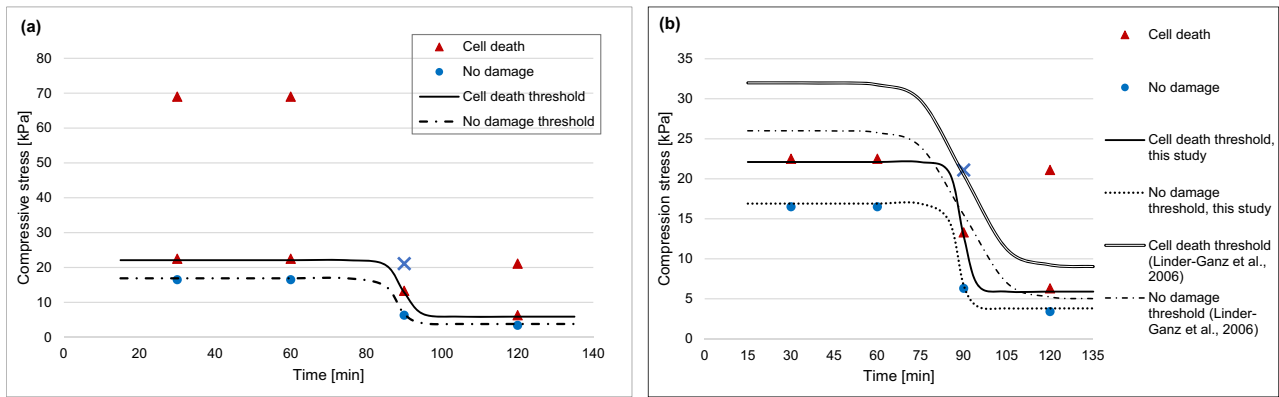 (a)
Compressive stress [kPa]
80
70
60
50
40
30
20
10
0
0 20 40 60 80 100 120 140
Time [min]
Cell death
No damage
Cell death threshold
No damage threshold
(b)
Compression stress [kPa]
35
30
25
20
15
10
5
0
0 15 30 45 60 75 90 105 120 135
Time [min]
Cell death
No damage
Cell death threshold,
this study
No damage
threshold, this study
Cell death threshold
(Linder-Ganz et al.,
2006)
No damage
threshold (Linder-
Ganz et al., 2006)